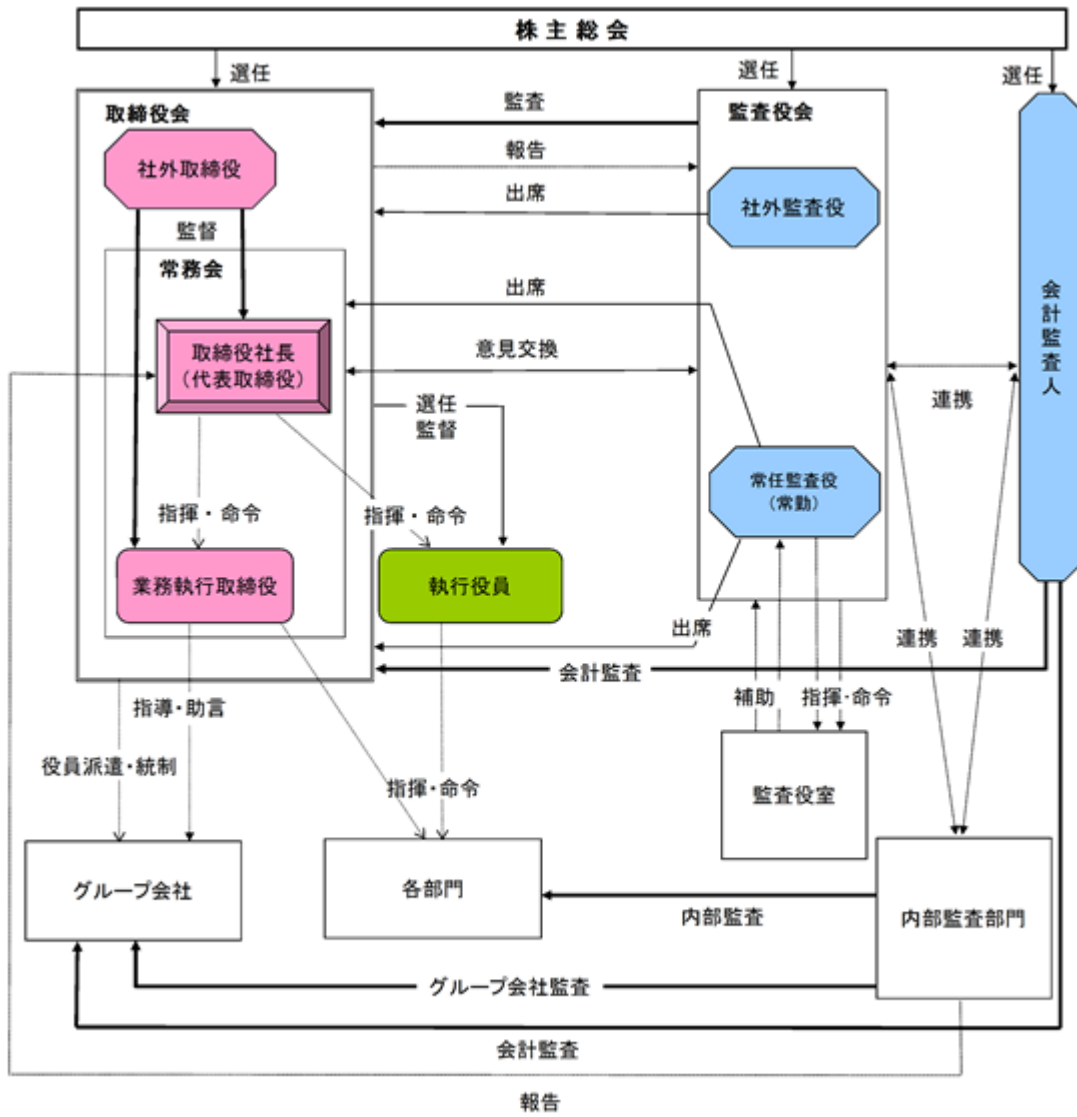 株主総会
選任
選任
選任
取締役会
監査
監査役会
社外取締役
報告
出席
社外監査役
監督
常務会
出席
会計監査人
取締役社長
（代表取締役）
意見交換
連携
選任
監督
常任監査役
（常勤）
指揮・命令
指揮・命令
業務執行取締役
執行役員
出席
連携
連携
会計監査
指導・助言
補助
指揮・命令
役員派遣・統制
指揮・命令
監査役室
グループ会社
各部門
内部監査
内部監査部門
グループ会社監査
会計監査
報告